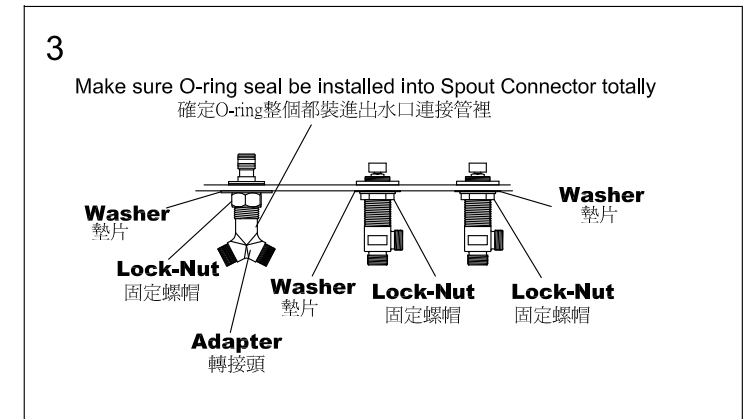 3
Make sure O-ring seal be installed into Spout Connector totally
確定O-ring整個都裝進出水口連接管裡
Washer
墊片
Washer
墊片
Lock-Nut
固定螺帽
Washer
墊片
Lock-Nut
固定螺帽
Lock-Nut
固定螺帽
Adapter
轉接頭